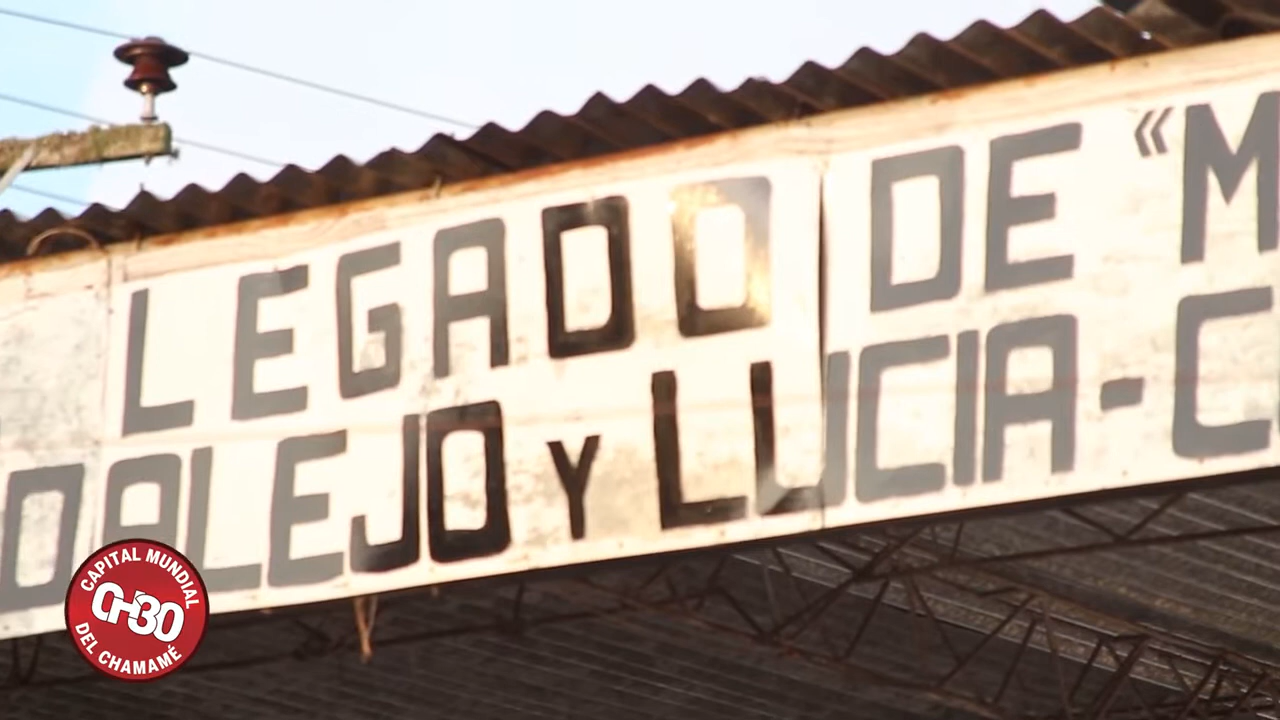 LEGADO DE «M
DALEJO Y LUCIA-C
CAPITAL MUNDIAL
CH30
DEL CHAMAMÉ